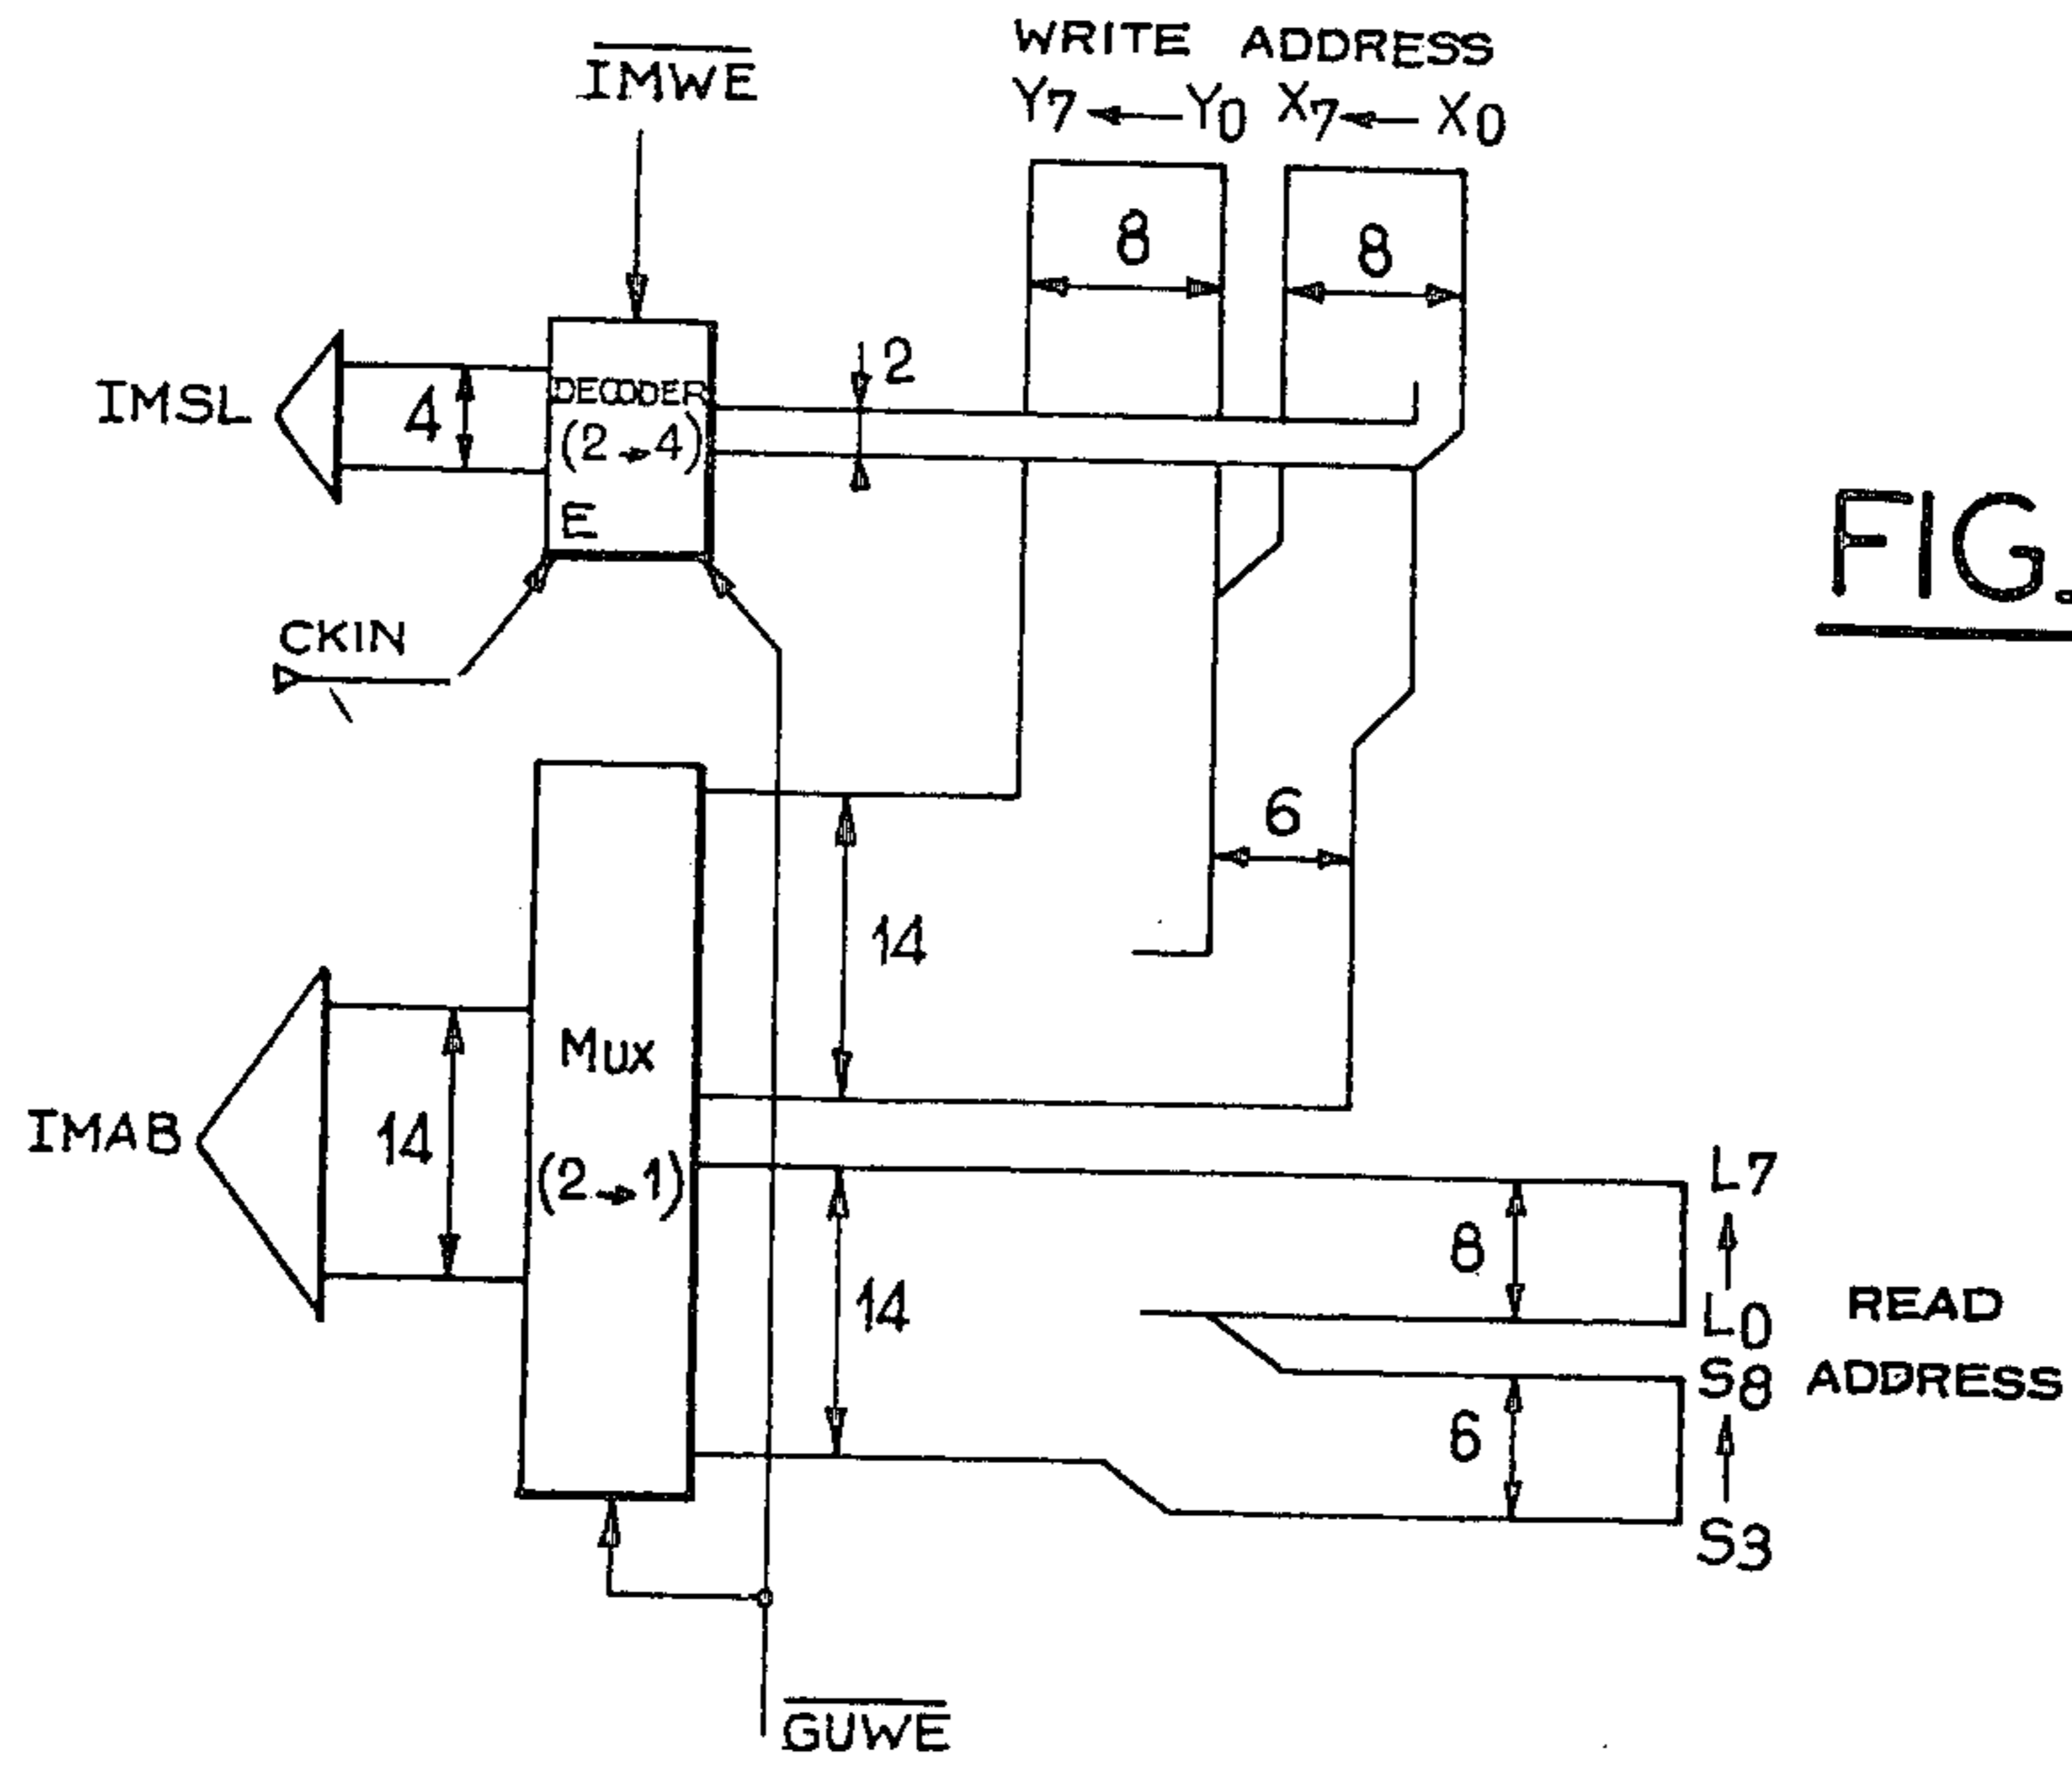 IMWE
WRITE ADDRESS
Y7 ← Y0 X7 ← X0
8
8
2
IMSL
4
DECODER
(2→4)
E
FIG.
CKIN
6
14
MUX
(2→1)
IMAB
14
14
L7
8
L0
READ
S8
ADDRESS
6
S3
GUWE